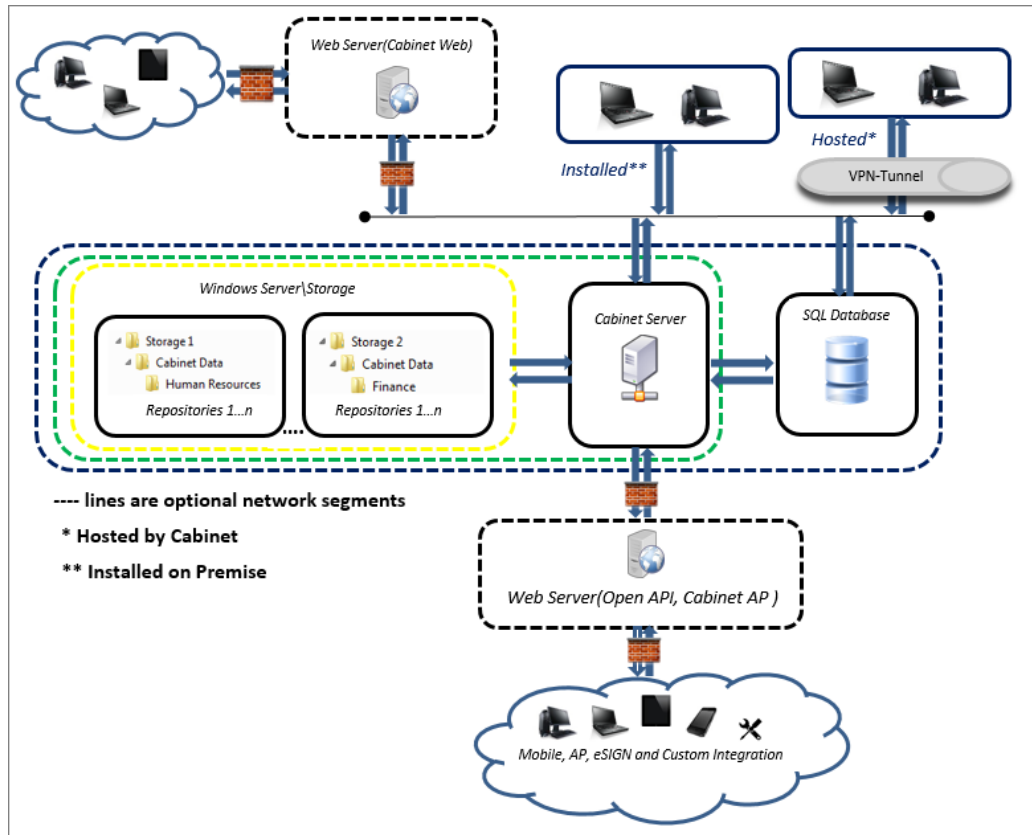 Web Server(Cabinet Web)
Installed**
Hosted*
VPN-Tunnel
Windows Server\Storage
Storage 1
Cabinet Data
Human Resources
Repositories 1...n
....
Storage 2
Cabinet Data
Finance
Repositories 1...n
Cabinet Server
SQL Database
---- lines are optional network segments
* Hosted by Cabinet
** Installed on Premise
Web Server(Open API, Cabinet AP )
Mobile, AP, eSIGN and Custom Integration